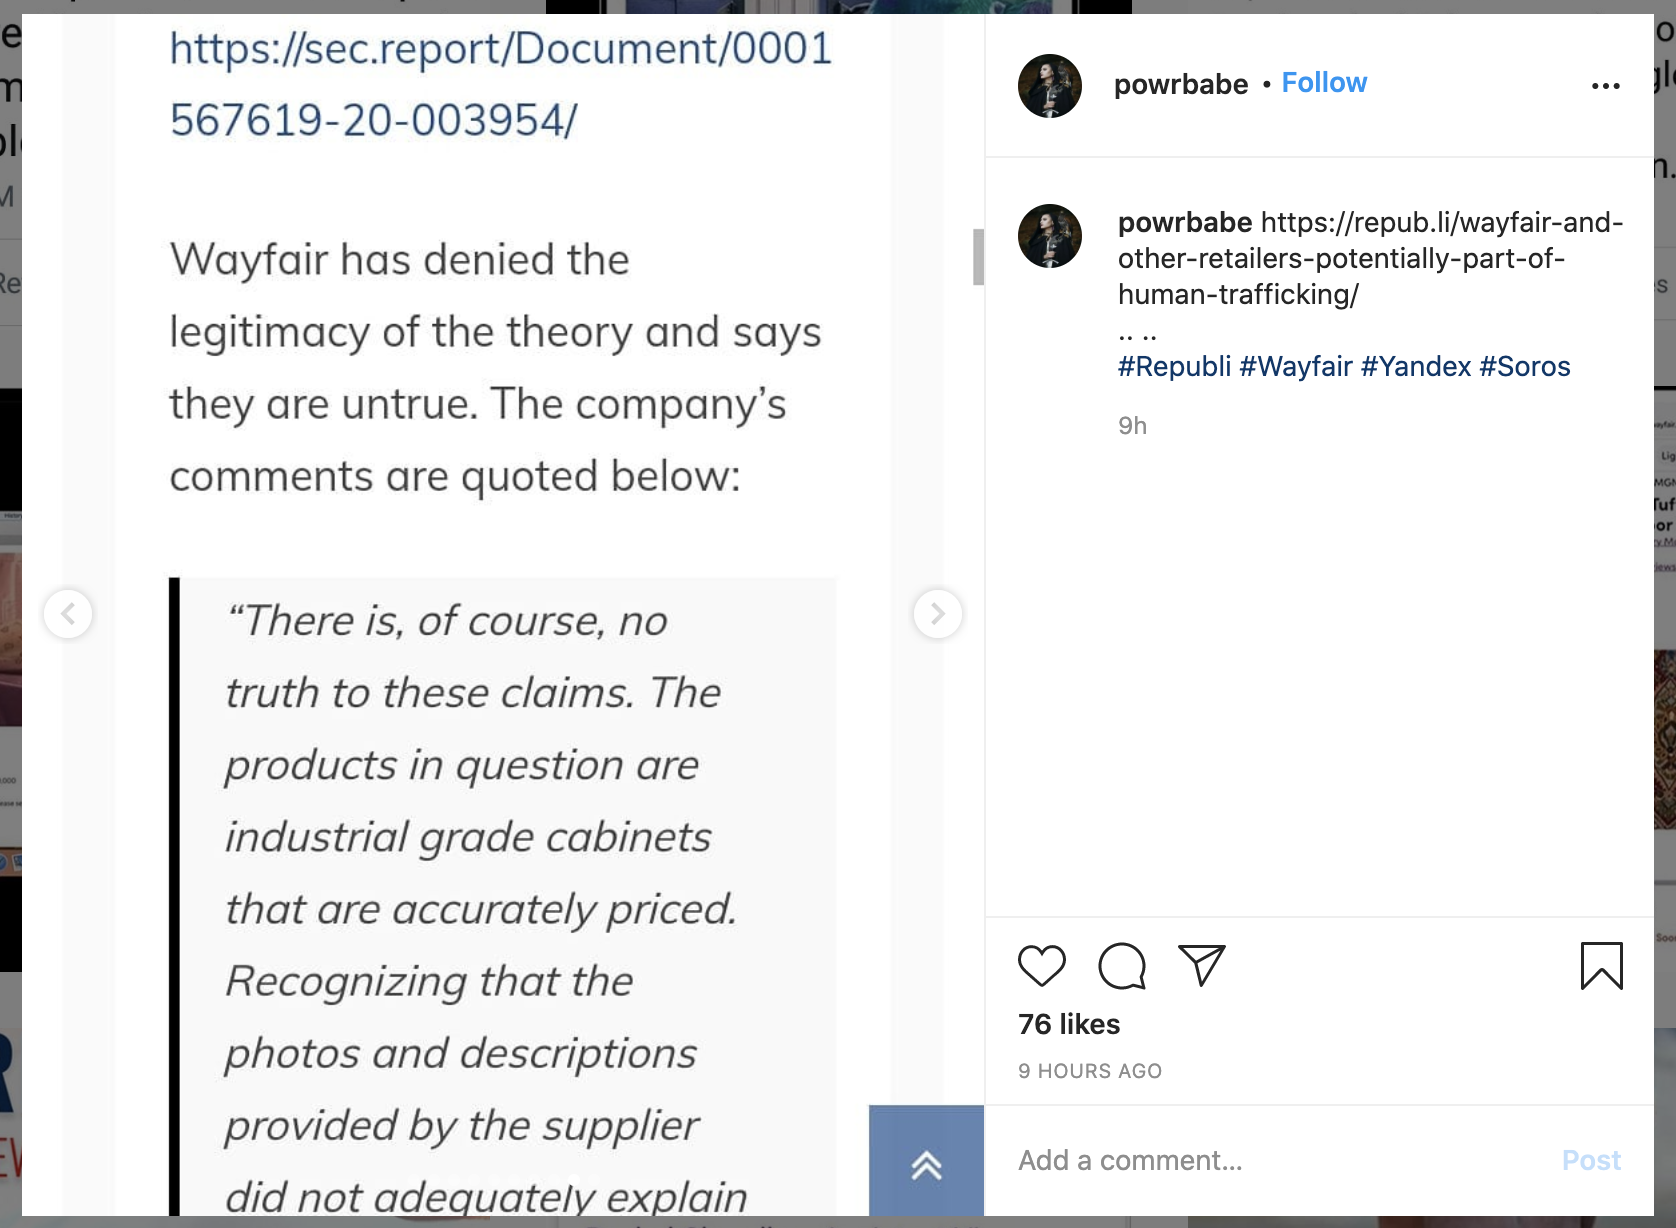 https://sec.report/Document/0001
567619-20-003954/
Wayfair has denied the
legitimacy of the theory and says
they are untrue. The company’s
comments are quoted below:
“There is, of course, no
truth to these claims. The
products in question are
industrial grade cabinets
that are accurately priced.
Recognizing that the
photos and descriptions
provided by the supplier
did not adequately explain
powrbabe • Follow
powrbabe https://repub.li/wayfair-and-
other-retailers-potentially-part-of-
human-trafficking/
.. ..
#Republi #Wayfair #Yandex #Soros
9h
76 likes
9 HOURS AGO
Add a comment...
Post